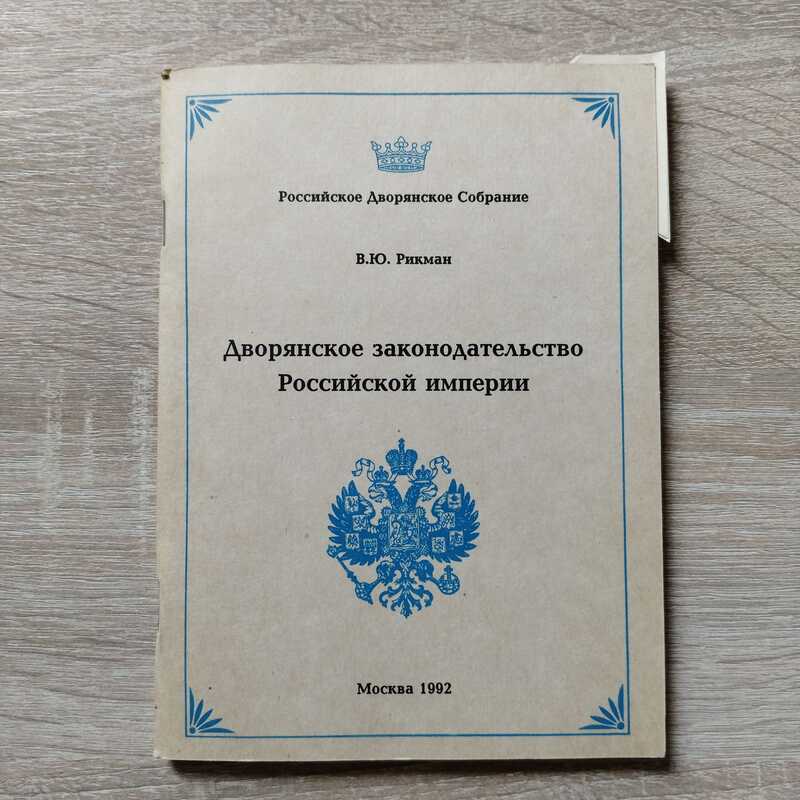 Российское Дворянское Собрание
В.Ю. Рикман
Дворянское законодательство
Российской империи
Москва 1992